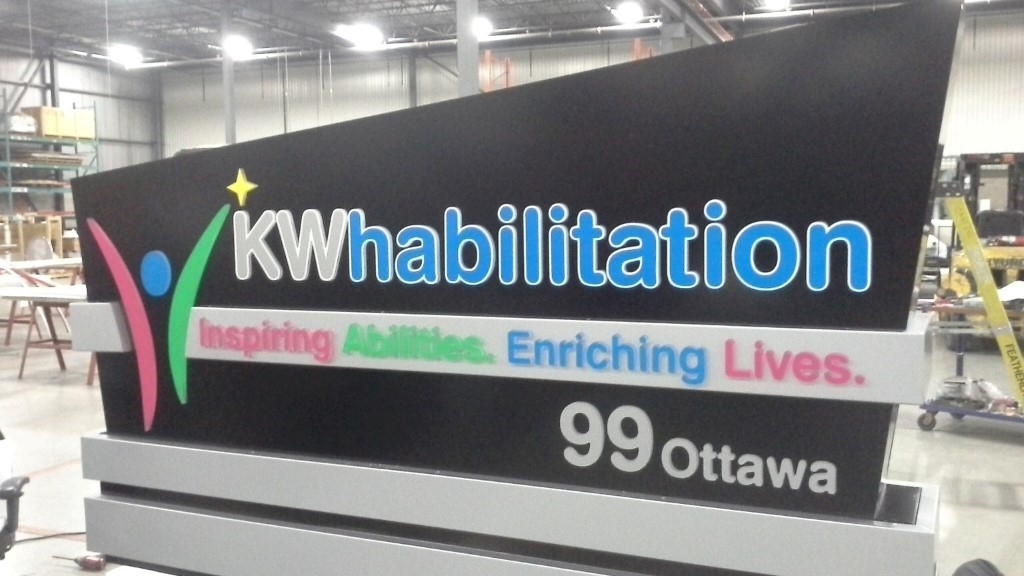 KWhabilitation
Inspiring Abilities. Enriching Lives.
99 Ottawa